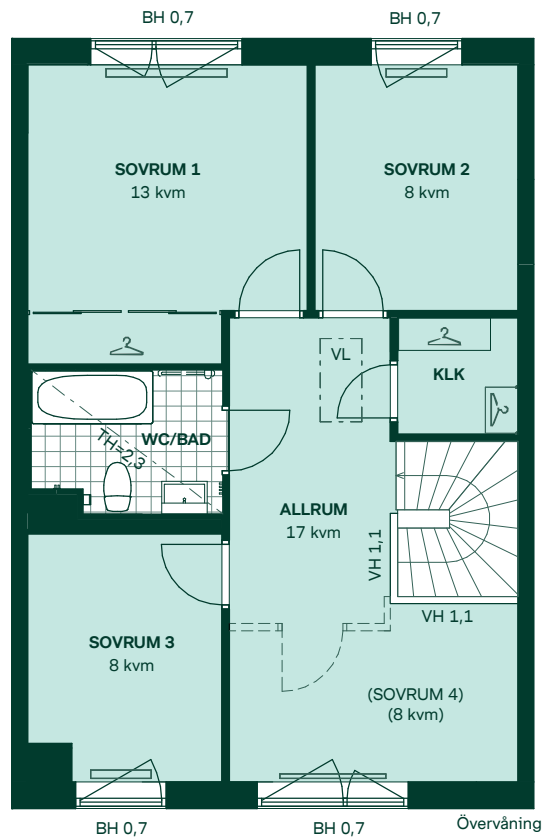 BH 0,7
BH 0,7
SOVRUM 1
13 kvm
SOVRUM 2
8 kvm
VL
KLK
WC/BAD
TH=2,3
ALLRUM
17 kvm
VH 1,1
VH 1,1
SOVRUM 3
8 kvm
(SOVRUM 4)
(8 kvm)
BH 0,7
BH 0,7
Övervåning